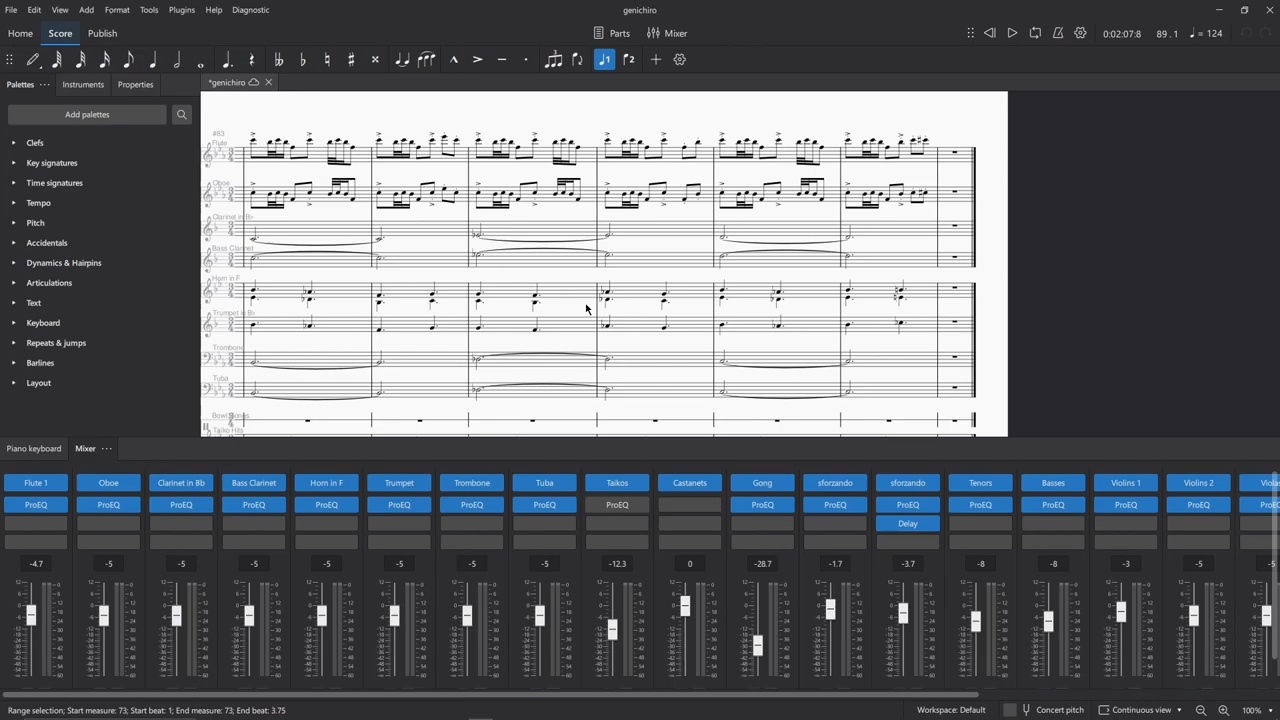 File Edit View Add Format Tools Plugins Help Diagnostic
genichiro
Home Score Publish
Parts Mixer
0:02:07:8 89 . 1 = 124
1 2
Palettes Instruments Properties
*genichiro
Add palettes
Clefs
Key signatures
Time signatures
Tempo
Pitch
Accidentals
Dynamics & Hairpins
Articulations
Text
Keyboard
Repeats & jumps
Barlines
Layout
#83
Flute
Oboe
Clarinet in B♭
Bass Clarinet
Horn in F
Trumpet in B♭
Trombone
Tuba
Taiko Hits
Piano keyboard Mixer
Flute 1 Oboe Clarinet in Bb Bass Clarinet Horn in F Trumpet Trombone Tuba Taikos Castanets Gong sforzando sforzando Tenors Basses Violins 1 Violins 2 Violas
ProEQ ProEQ ProEQ ProEQ ProEQ ProEQ ProEQ ProEQ ProEQ ProEQ ProEQ ProEQ ProEQ ProEQ ProEQ ProEQ ProEQ
Delay
-4.7 -5 -5 -5 -5 -5 -5 -5 -12.3 0 -28.7 -1.7 -3.7 -8 -8 -3 -5 -5
Range selection; Start measure: 73; Start beat: 1; End measure: 73; End beat: 3.75
Workspace: Default Concert pitch Continuous view 100%